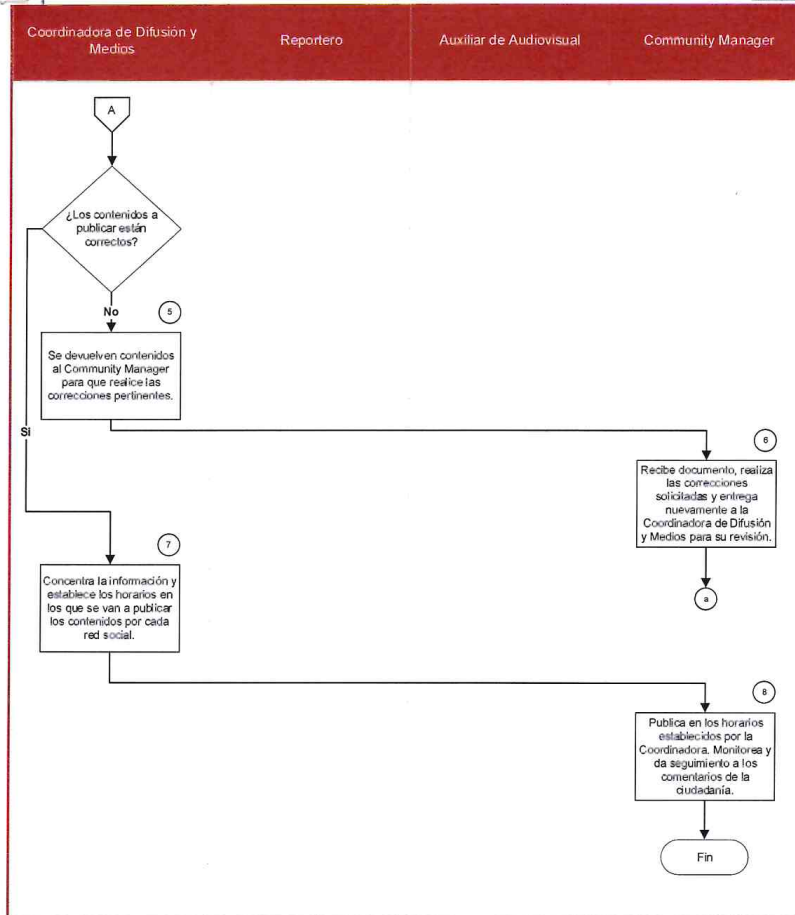 Coordinadora de Difusión y
Medios
Reportero
Auxiliar de Audiovisual
Community Manager
A
¿Los contenidos a
publicar están
correctos?
No
5
Se devuelven contenidos
al Community Manager
para que realice las
correcciones pertinentes.
Si
6
Recibe documento, realiza
las correcciones
solicitadas y entrega
nuevamente a la
Coordinadora de Difusión
y Medios para su revisión.
a
7
Concentra la información y
establece los horarios en
los que se van a publicar
los contenidos por cada
red social.
8
Publica en los horarios
establecidos por la
Coordinadora. Monitorea y
da seguimiento a los
comentarios de la
ciudadanía.
Fin